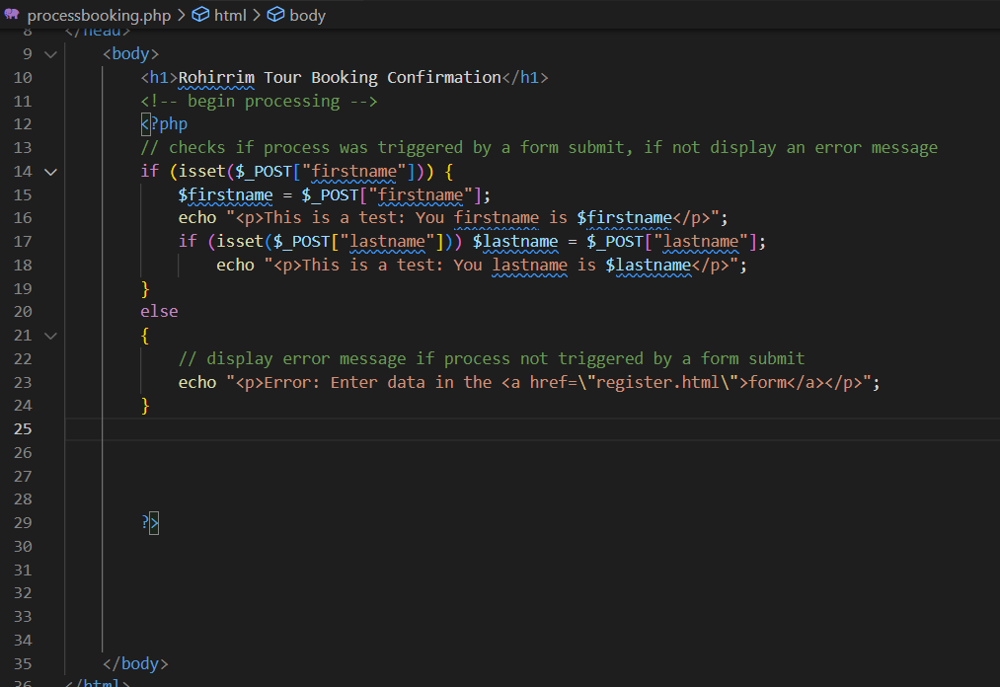 processbooking.php > html > body
8 </head>
9 <body>
10 <h1>Rohirrim Tour Booking Confirmation</h1>
11 <!-- begin processing -->
12 <?php
13 // checks if process was triggered by a form submit, if not display an error message
14 if (isset($_POST["firstname"])) {
15 $firstname = $_POST["firstname"];
16 echo "<p>This is a test: You firstname is $firstname</p>";
17 if (isset($_POST["lastname"])) $lastname = $_POST["lastname"];
18 echo "<p>This is a test: You lastname is $lastname</p>";
19 }
20 else
21 {
22 // display error message if process not triggered by a form submit
23 echo "<p>Error: Enter data in the <a href=\"register.html\">form</a></p>";
24 }
25
26
27
28
29 ?>
30
31
32
33
34
35 </body>
36 </html>